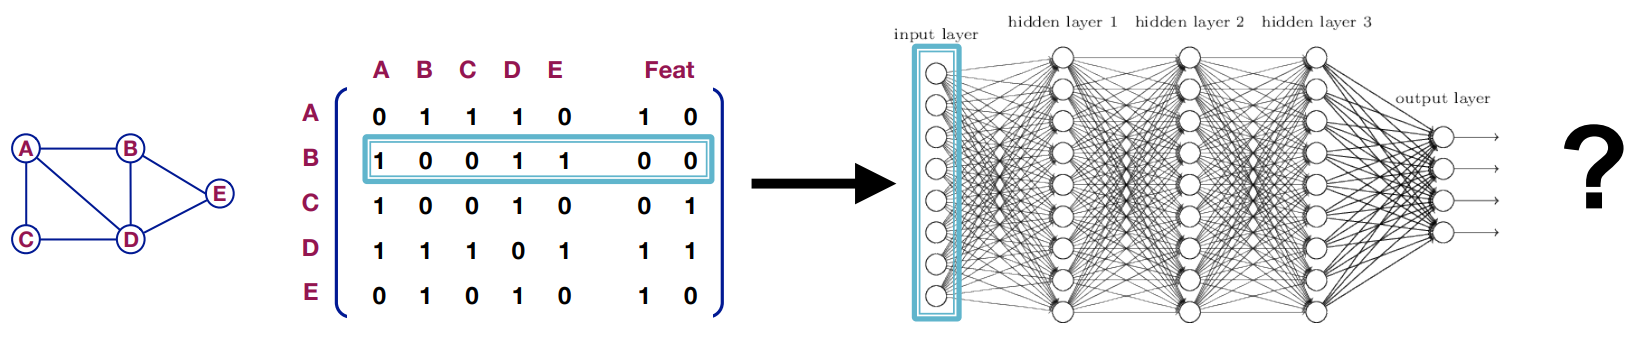 A
B
C
D
E
A B C D E Feat
A 0 1 1 1 0 1 0
B 1 0 0 1 1 0 0
C 1 0 0 1 0 0 1
D 1 1 1 0 1 1 1
E 0 1 0 1 0 1 0
input layer
hidden layer 1 hidden layer 2 hidden layer 3
output layer
?